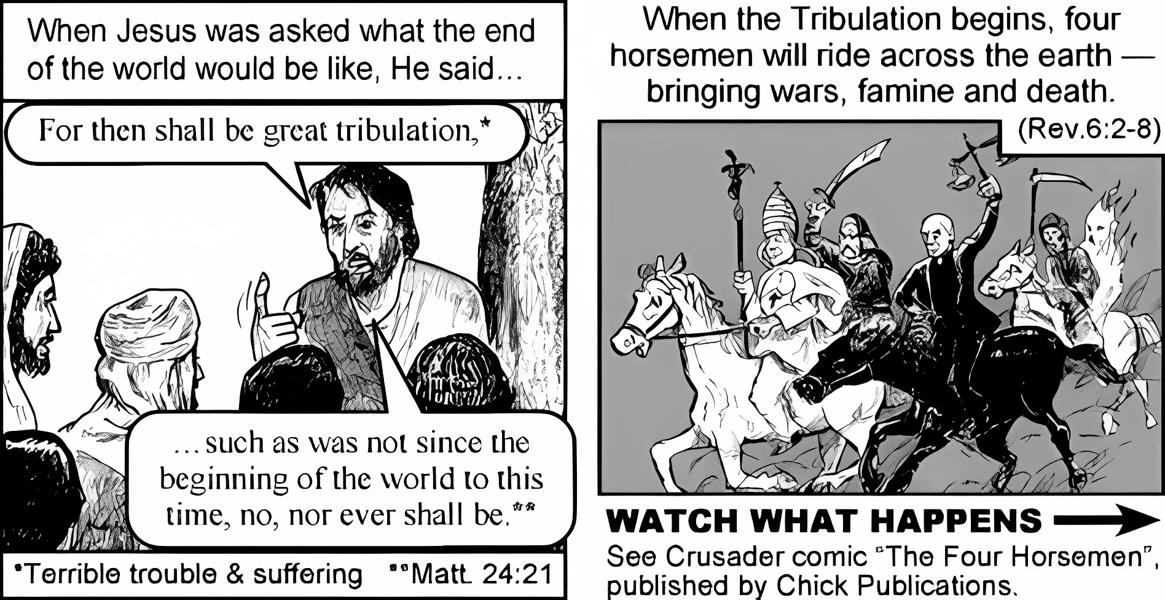 When Jesus was asked what the end
of the world would be like, He said...
For then shall be great tribulation,*
...such as was not since the
beginning of the world to this
time, no, nor ever shall be.**
*Terrible trouble & suffering **Matt. 24:21
When the Tribulation begins, four
horsemen will ride across the earth —
bringing wars, famine and death.
(Rev.6:2-8)
WATCH WHAT HAPPENS
See Crusader comic "The Four Horsemen",
published by Chick Publications.